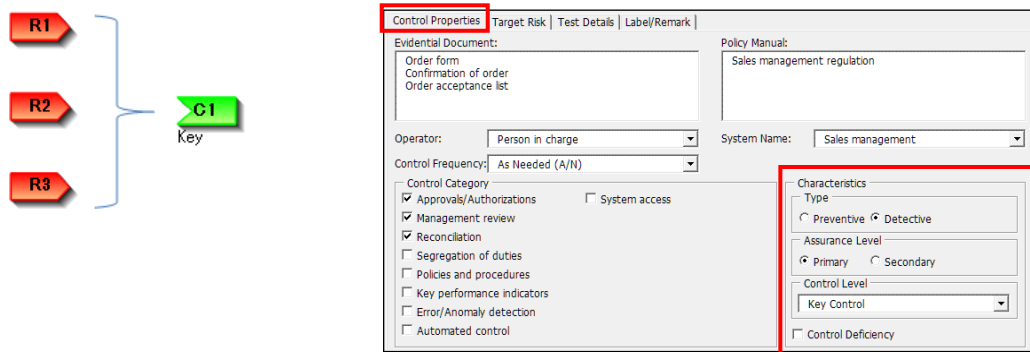 R1
R2
R3
C1
Key
Control Properties Target Risk Test Details Label/Remark
Evidential Document:
Order form
Confirmation of order
Order acceptance list
Policy Manual:
Sales management regulation
Operator: Person in charge
System Name: Sales management
Control Frequency: As Needed (A/N)
Control Category
Approvals/Authorizations
System access
Management review
Reconciliation
Segregation of duties
Policies and procedures
Key performance indicators
Error/Anomaly detection
Automated control
Characteristics
Type
Preventive Detective
Assurance Level
Primary Secondary
Control Level
Key Control
Control Deficiency